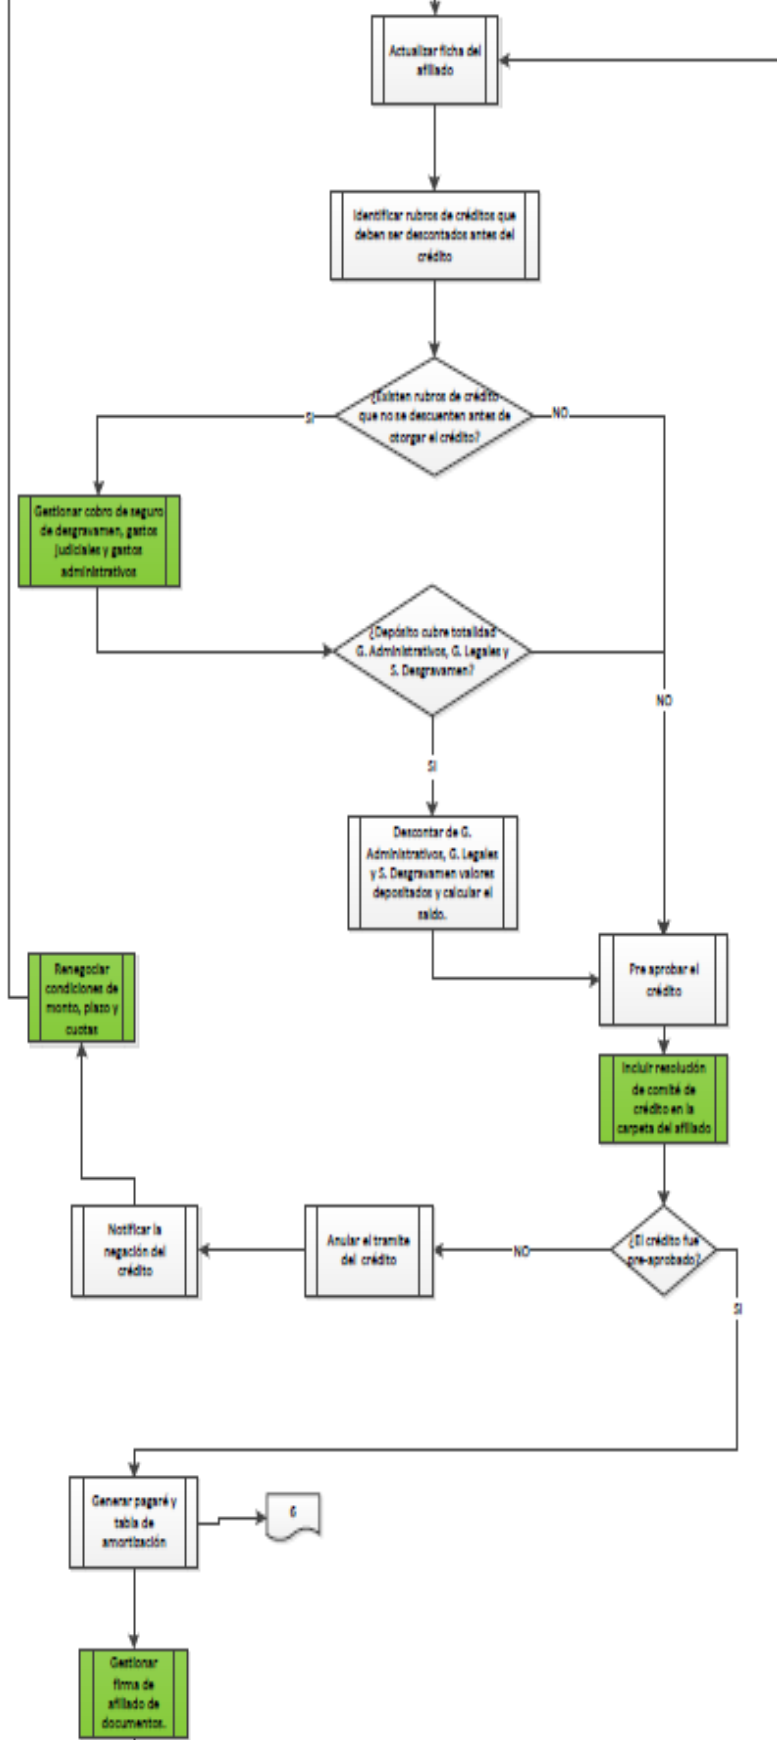 Actualizar ficha del
afiliado
Identificar rubros de créditos que
deben ser descontados antes del
crédito
¿Existen rubros de crédito
que no se descuenten antes de
otorgar el crédito?
SI
NO
Gestionar cobro de seguro
de desgravamen, gastos
judiciales y gastos
administrativos
¿Depósito cubre totalidad
G. Administrativos, G. Legales y
S. Desgravamen?
NO
SI
Descontar de G.
Administrativos, G. Legales
y S. Desgravamen valores
depositados y calcular el
saldo.
Renegociar
condiciones de
monto, plazo y
cuotas
Pre aprobar el
crédito
Incluir resolución
de comité de
crédito en la
carpeta del afiliado
Notificar la
negación del
crédito
Anular el tramite
del crédito
NO
¿El crédito fue
pre-aprobado?
SI
Generar pagaré y
tabla de
amortización
6
Gestionar
firma de
afiliado de
documentos.